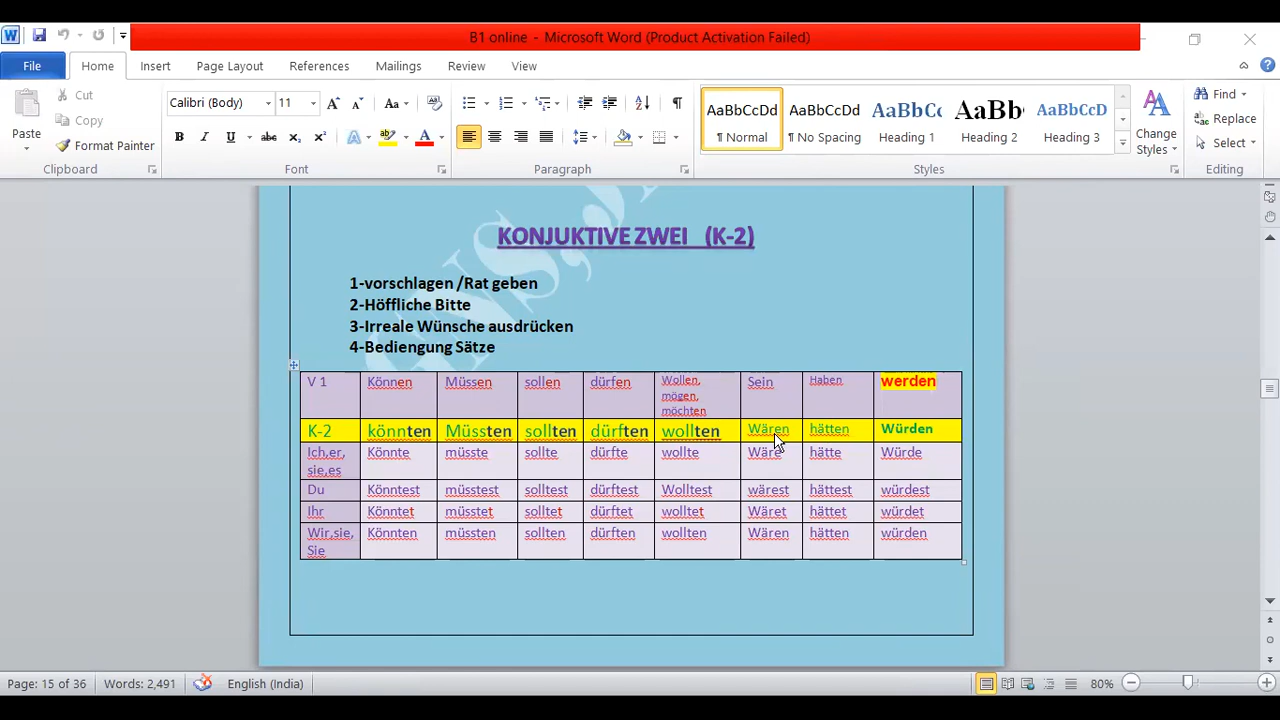 B1 online - Microsoft Word (Product Activation Failed)
File Home Insert Page Layout References Mailings Review View
Paste
Cut
Copy
Format Painter
Clipboard
Calibri (Body) 11
Font
Paragraph
AaBbCcDd AaBbCcDd AaBbCc AaBbC AaBbCcD
¶ Normal ¶ No Spacing Heading 1 Heading 2 Heading 3
Change Styles
Styles
Find
Replace
Select
Editing
KONJUKTIVE ZWEI (K-2)
1-vorschlagen /Rat geben
2-Höffliche Bitte
3-Irreale Wünsche ausdrücken
4-Bediengung Sätze
V 1 Können Müssen sollen dürfen Wollen, mögen, möchten Sein Haben werden
K-2 könnten Müssten sollten dürften wollten Wären hätten Würden
Ich,er, sie,es Könnte müsste sollte dürfte wollte Wäre hätte Würde
Du Könntest müsstest solltest dürftest Wolltest wärest hättest würdest
Ihr Könntet müsstet solltet dürftet wolltet Wäret hättet würdet
Wir,sie, Sie Könnten müssten sollten dürften wollten Wären hätten würden
Page: 15 of 36 Words: 2,491 English (India) 80%